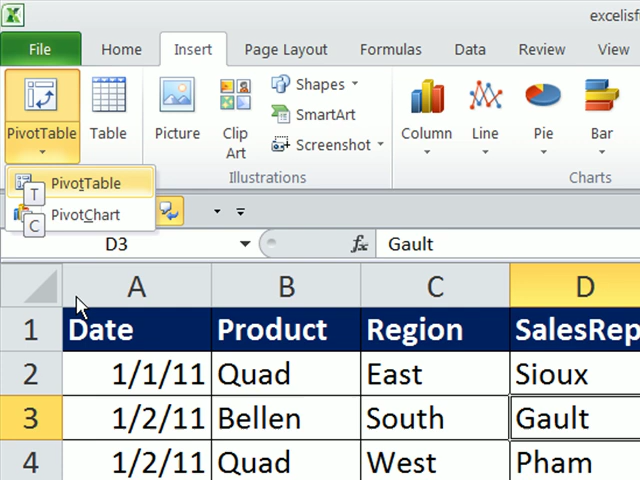 excelisf
File Home Insert Page Layout Formulas Data Review View
PivotTable Table Picture Clip Art Shapes SmartArt Screenshot Column Line Pie Bar
Illustrations Charts
T PivotTable
C PivotChart
D3 fx Gault
A B C D
1 Date Product Region SalesRep
2 1/1/11 Quad East Sioux
3 1/2/11 Bellen South Gault
4 1/2/11 Quad West Pham